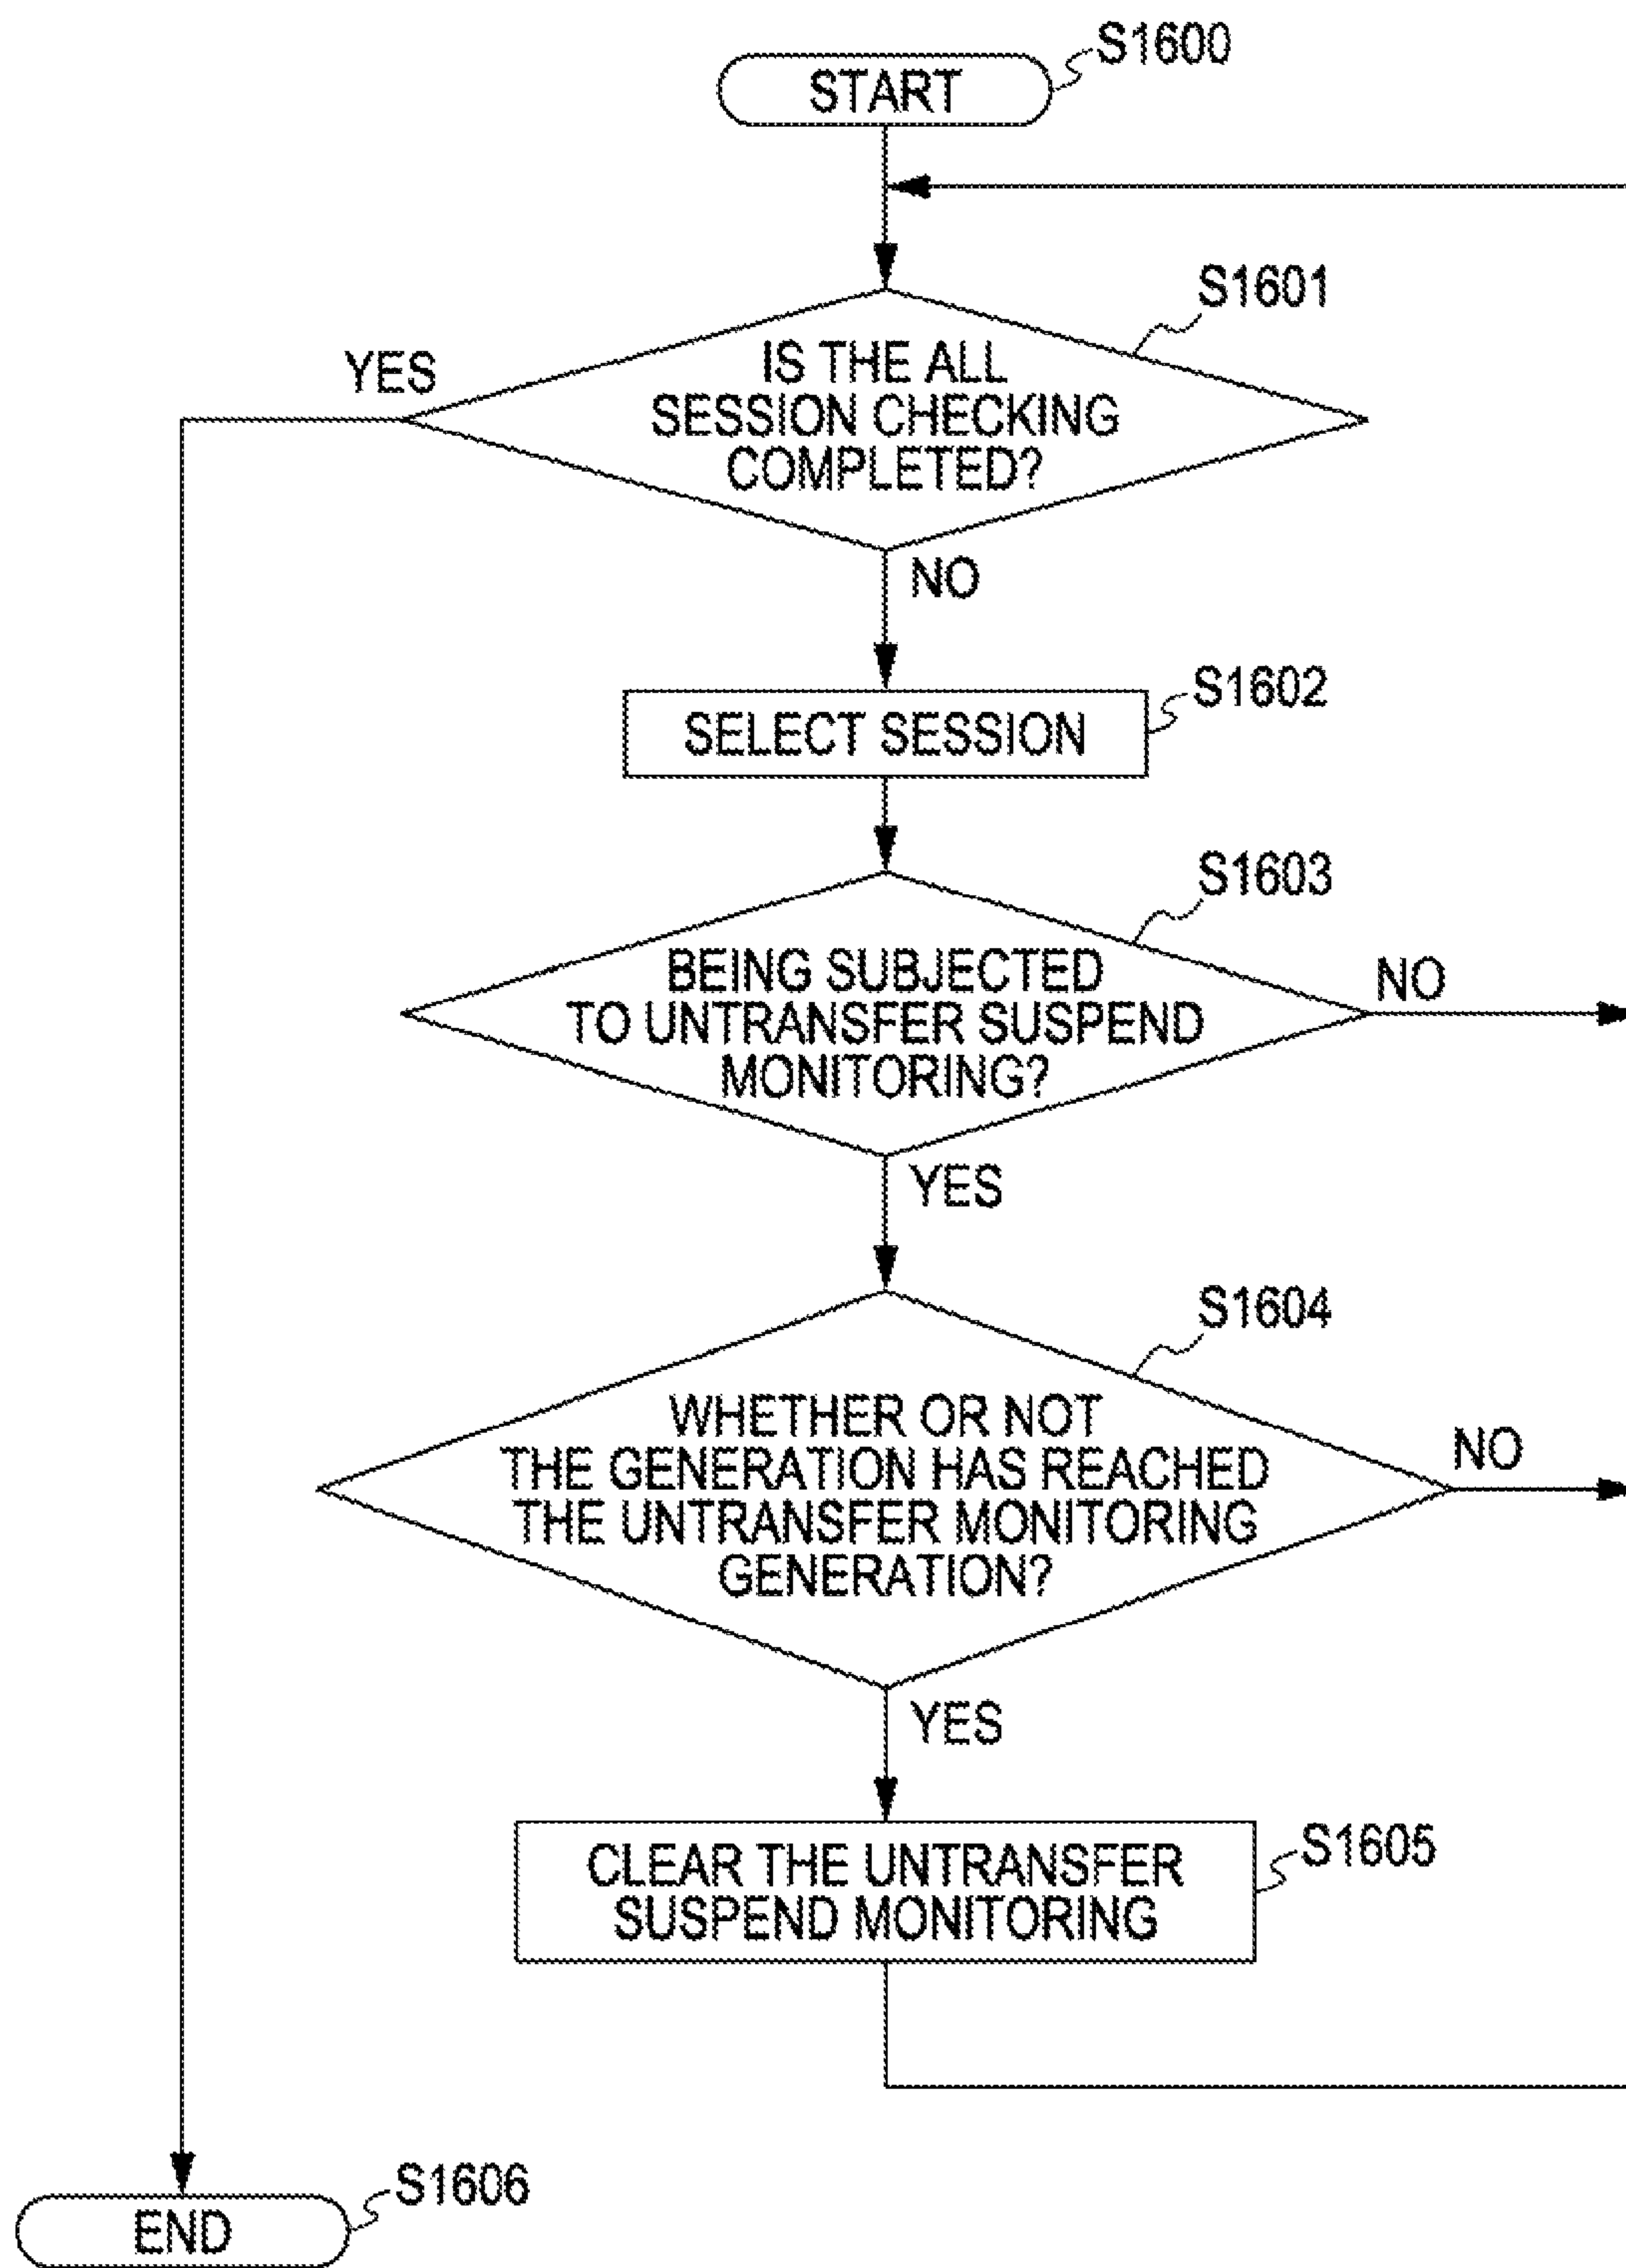 S1600
START
S1601
YES
IS THE ALL
SESSION CHECKING
COMPLETED?
NO
S1602
SELECT SESSION
S1603
BEING SUBJECTED
TO UNTRANSFER SUSPEND
MONITORING?
NO
YES
S1604
WHETHER OR NOT
THE GENERATION HAS REACHED
THE UNTRANSFER MONITORING
GENERATION?
NO
YES
S1605
CLEAR THE UNTRANSFER
SUSPEND MONITORING
S1606
END